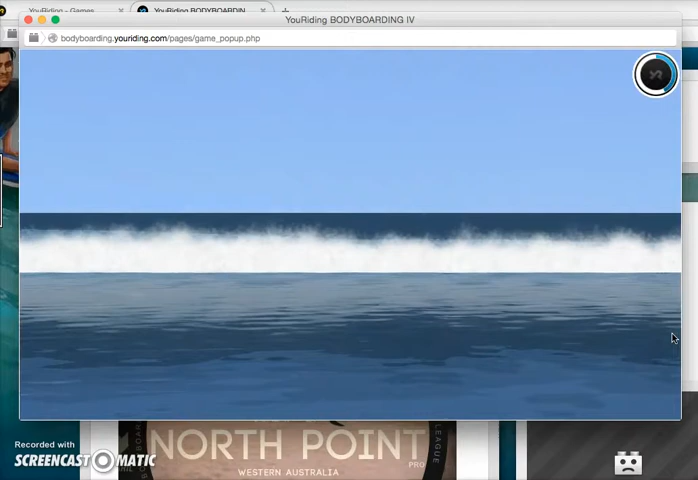 YouRiding - Games
YouRiding BODYBOARDIN
YouRiding BODYBOARDING IV
bodyboarding.youriding.com/pages/game_popup.php
Recorded with
SCREENCAST MATIC
NORTH POINT
PRO
WESTERN AUSTRALIA
LEAGUE